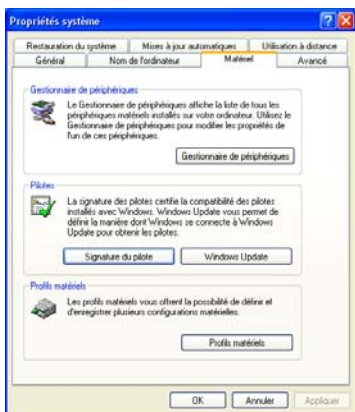 Propriétés système
Restauration du système
Mises à jour automatiques
Utilisation à distance
Général
Nom de l'ordinateur
Matériel
Avancé
Gestionnaire de périphériques
Le Gestionnaire de périphériques affiche la liste de tous les
périphériques matériels installés sur votre ordinateur. Utilisez le
Gestionnaire de périphériques pour modifier les propriétés de
l'un de ces périphériques.
Gestionnaire de périphériques
Pilotes
La signature des pilotes certifie la compatibilité des pilotes
installés avec Windows. Windows Update vous permet de
définir la manière dont Windows se connecte à Windows
Update pour obtenir les pilotes.
Signature du pilote
Windows Update
Profils matériels
Les profils matériels vous offrent la possibilité de définir et
d'enregistrer plusieurs configurations matérielles.
Profils matériels
OK
Annuler
Appliquer